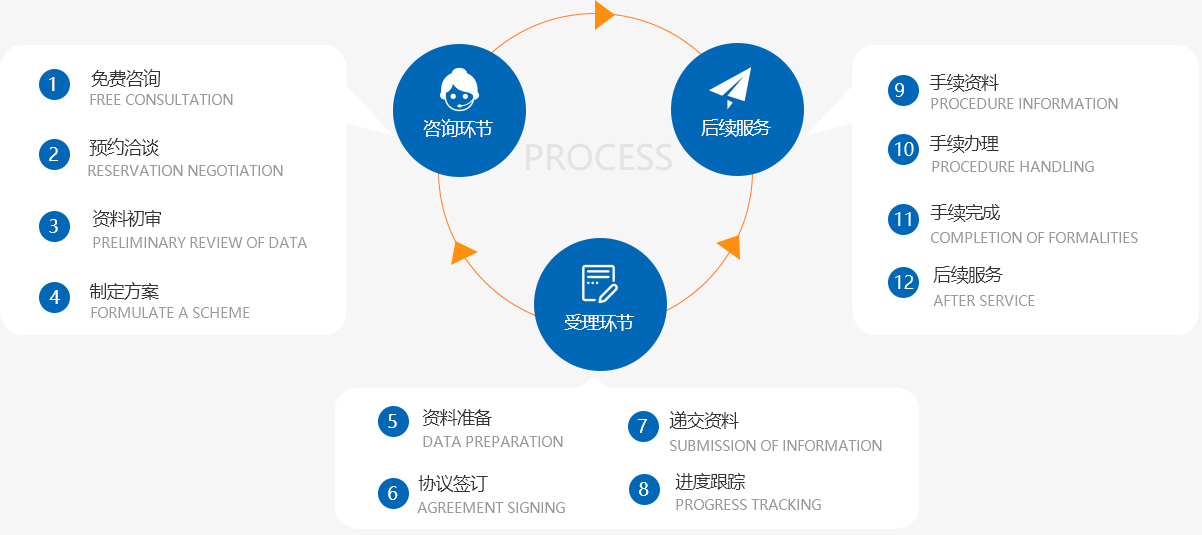 1
免费咨询
FREE CONSULTATION
2
预约洽谈
RESERVATION NEGOTIATION
3
资料初审
PRELIMINARY REVIEW OF DATA
4
制定方案
FORMULATE A SCHEME
咨询环节
PROCESS
后续服务
受理环节
5
资料准备
DATA PREPARATION
6
协议签订
AGREEMENT SIGNING
7
递交资料
SUBMISSION OF INFORMATION
8
进度跟踪
PROGRESS TRACKING
9
手续资料
PROCEDURE INFORMATION
10
手续办理
PROCEDURE HANDLING
11
手续完成
COMPLETION OF FORMALITIES
12
后续服务
AFTER SERVICE